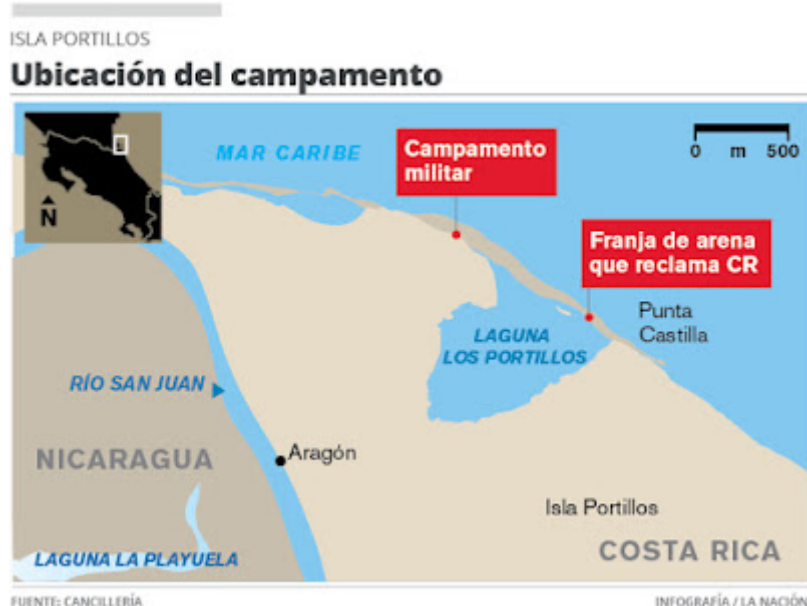 ISLA PORTILLOS
Ubicación del campamento
MAR CARIBE
Campamento
militar
0 m 500
N
Franja de arena
que reclama CR
Punta
Castilla
LAGUNA
LOS PORTILLOS
RÍO SAN JUAN
NICARAGUA
Aragón
Isla Portillos
COSTA RICA
LAGUNA LA PLAYUELA
FUENTE: CANCILLERÍA
INFOGRAFÍA / LA NACIÓN